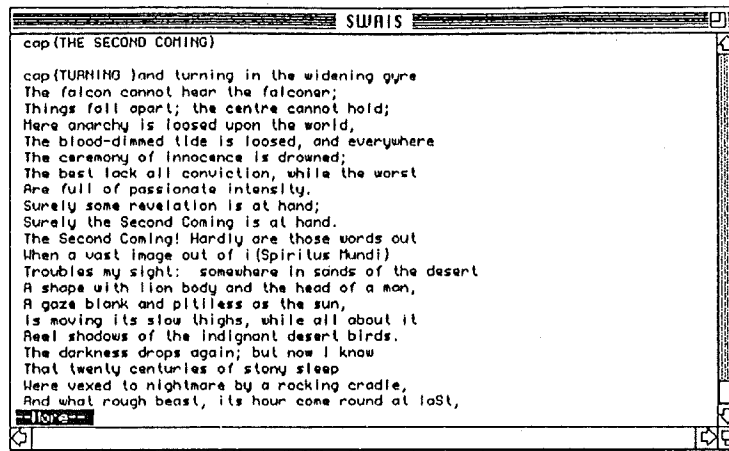 SWAIS
cap{THE SECOND COMING}
cap{TURNING }and turning in the widening gyre
The falcon cannot hear the falconer;
Things fall apart; the centre cannot hold;
Mere anarchy is loosed upon the world,
The blood-dimmed tide is loosed, and everywhere
The ceremony of innocence is drowned;
The best lack all conviction, while the worst
Are full of passionate intensity.
Surely some revelation is at hand;
Surely the Second Coming is at hand.
The Second Coming! Hardly are those words out
When a vast image out of i{Spiritus Mundi}
Troubles my sight:  somewhere in sands of the desert
A shape with lion body and the head of a man,
A gaze blank and pitiless as the sun,
Is moving its slow thighs, while all about it
Reel shadows of the indignant desert birds.
The darkness drops again; but now I know
That twenty centuries of stony sleep
Were vexed to nightmare by a rocking cradle,
And what rough beast, its hour come round at laSt,
--More--